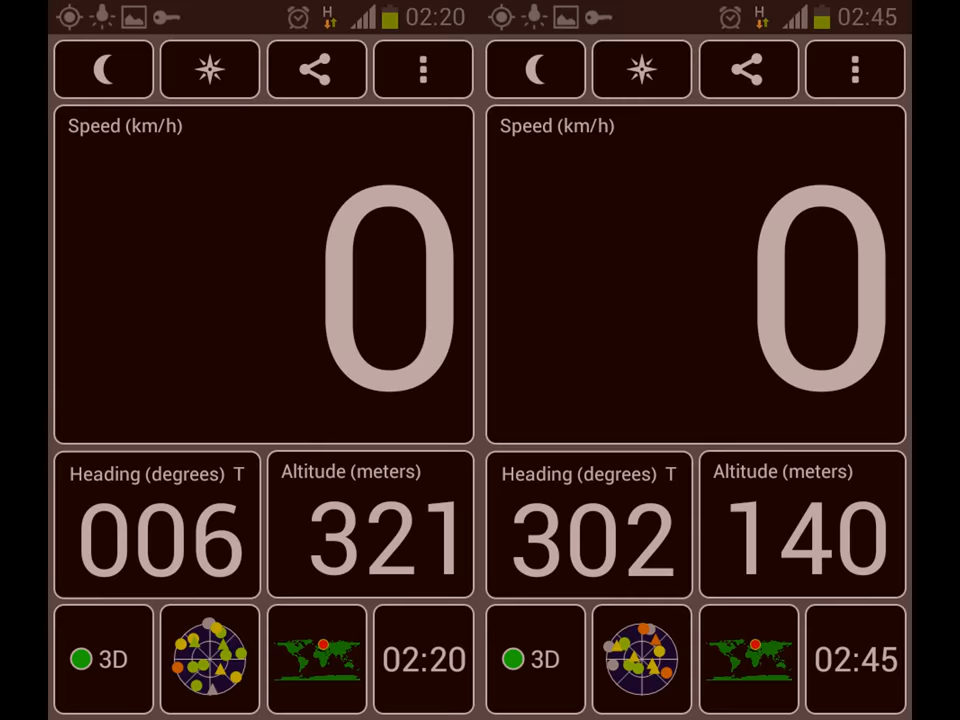 H 02:20
Speed (km/h)
0
Heading (degrees) T
006
Altitude (meters)
321
3D
02:20
H 02:45
Speed (km/h)
0
Heading (degrees) T
302
Altitude (meters)
140
3D
02:45